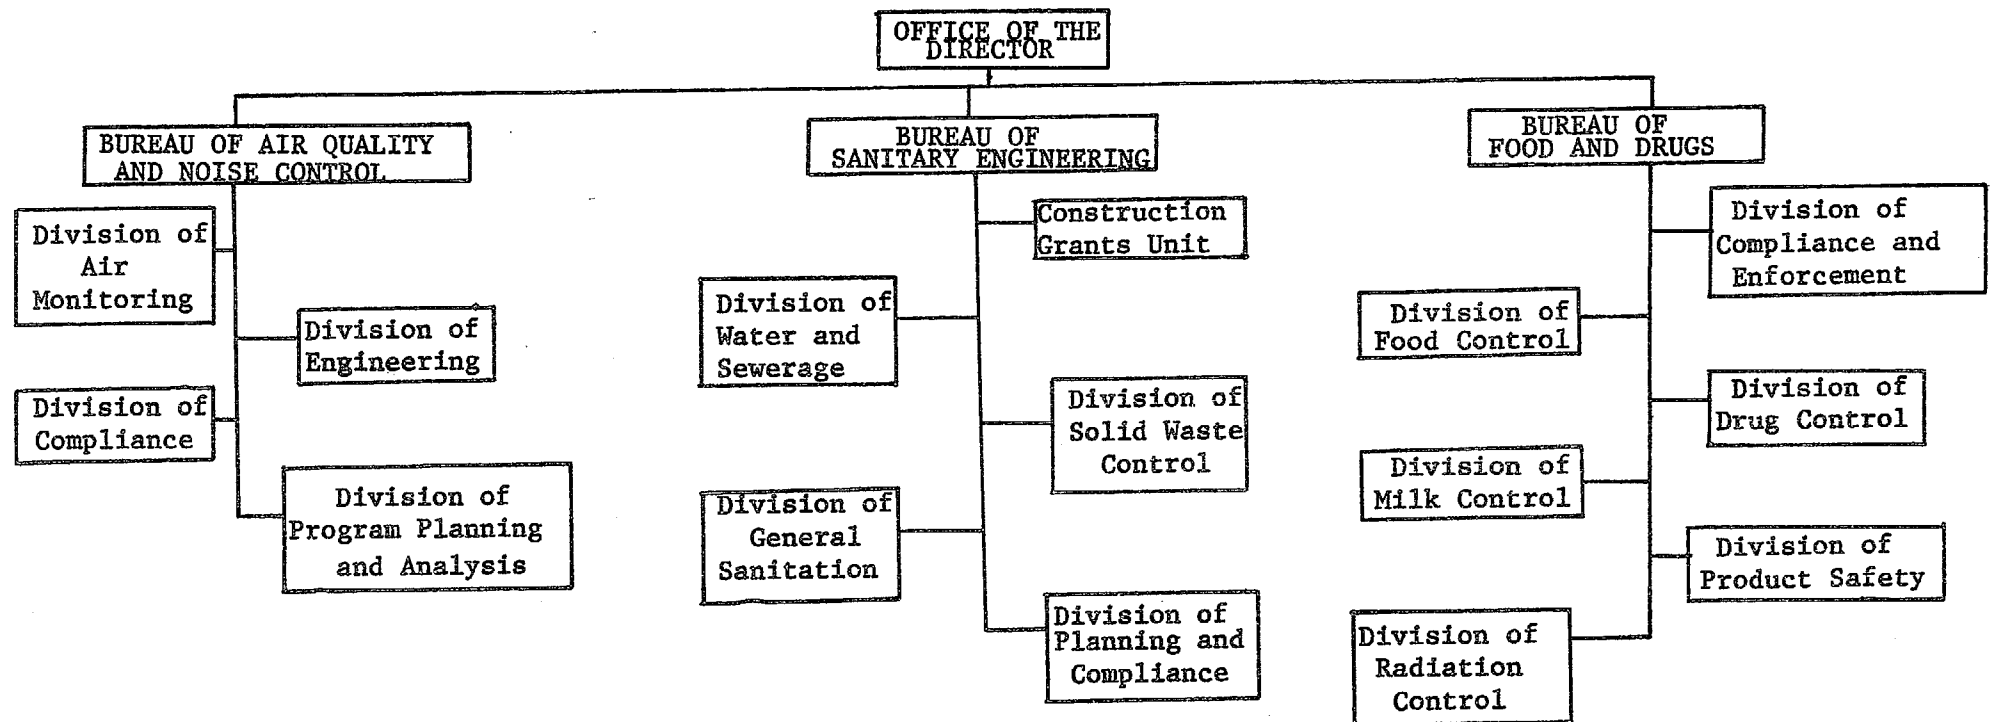 OFFICE OF THE
DIRECTOR
BUREAU OF AIR QUALITY
AND NOISE CONTROL
Division of
Air
Monitoring
Division of
Engineering
Division of
Compliance
Division of
Program Planning
and Analysis
BUREAU OF
SANITARY ENGINEERING
Construction
Grants Unit
Division of
Water and
Sewerage
Division of
Solid Waste
Control
Division of
General
Sanitation
Division of
Planning and
Compliance
BUREAU OF
FOOD AND DRUGS
Division of
Compliance and
Enforcement
Division of
Food Control
Division of
Drug Control
Division of
Milk Control
Division of
Product Safety
Division of
Radiation
Control